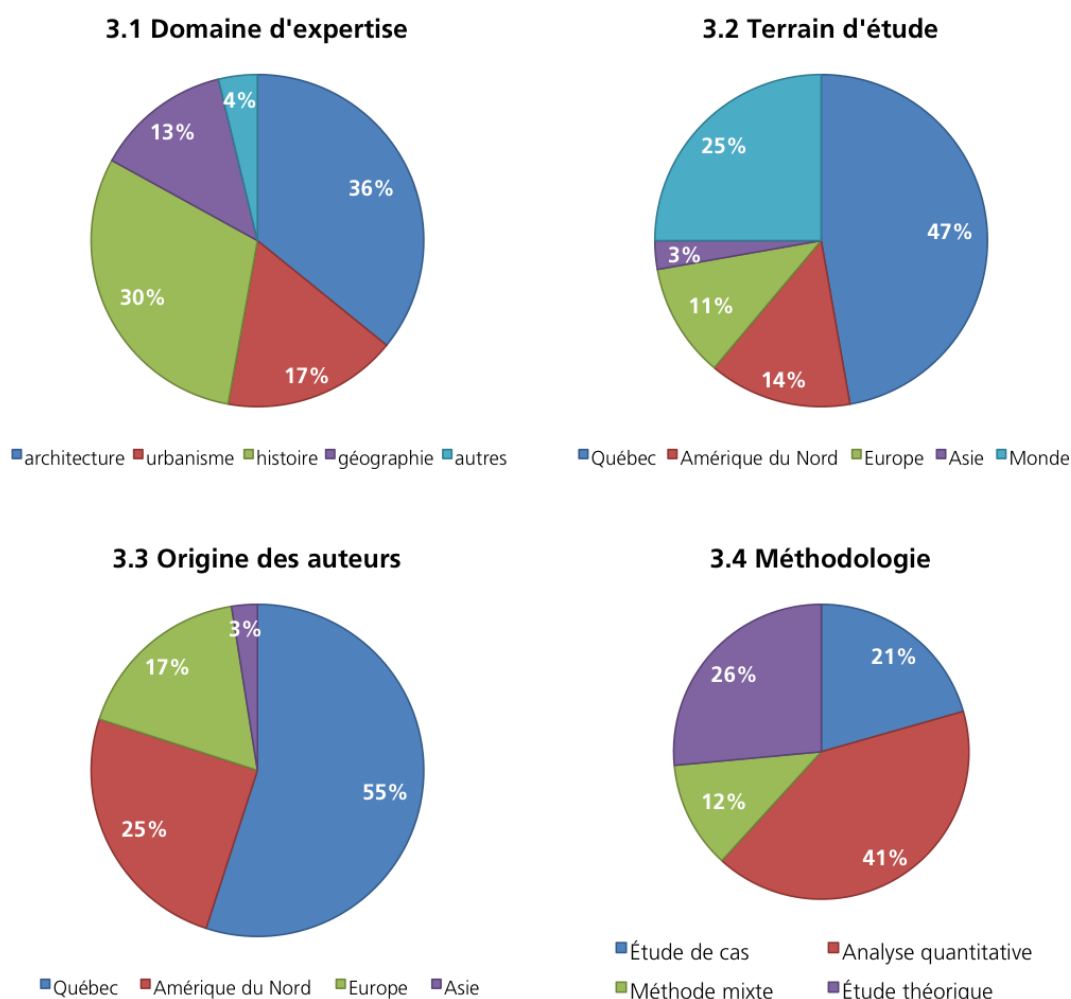 3.1 Domaine d'expertise
4%
13%
36%
30%
17%
architecture urbanisme histoire géographie autres
3.2 Terrain d'étude
25%
47%
3%
11%
14%
Québec Amérique du Nord Europe Asie Monde
3.3 Origine des auteurs
3%
17%
55%
25%
Québec Amérique du Nord Europe Asie
3.4 Méthodologie
21%
26%
12%
41%
Étude de cas Analyse quantitative
Méthode mixte Étude théorique